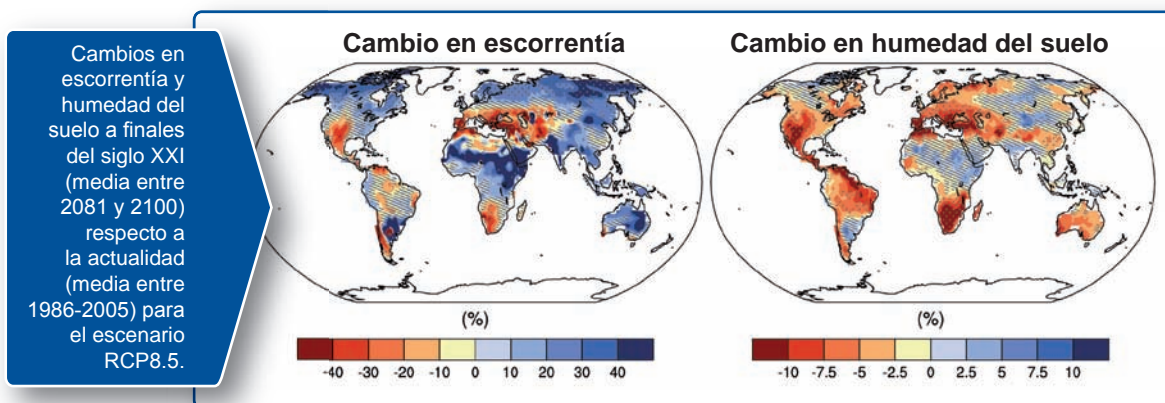 Cambios en
escorrentía y
humedad del
suelo a finales
del siglo XXI
(media entre
2081 y 2100)
respecto a
la actualidad
(media entre
1986-2005) para
el escenario
RCP8.5.
Cambio en escorrentía
(%)
-40 -30 -20 -10 0 10 20 30 40
Cambio en humedad del suelo
(%)
-10 -7.5 -5 -2.5 0 2.5 5 7.5 10